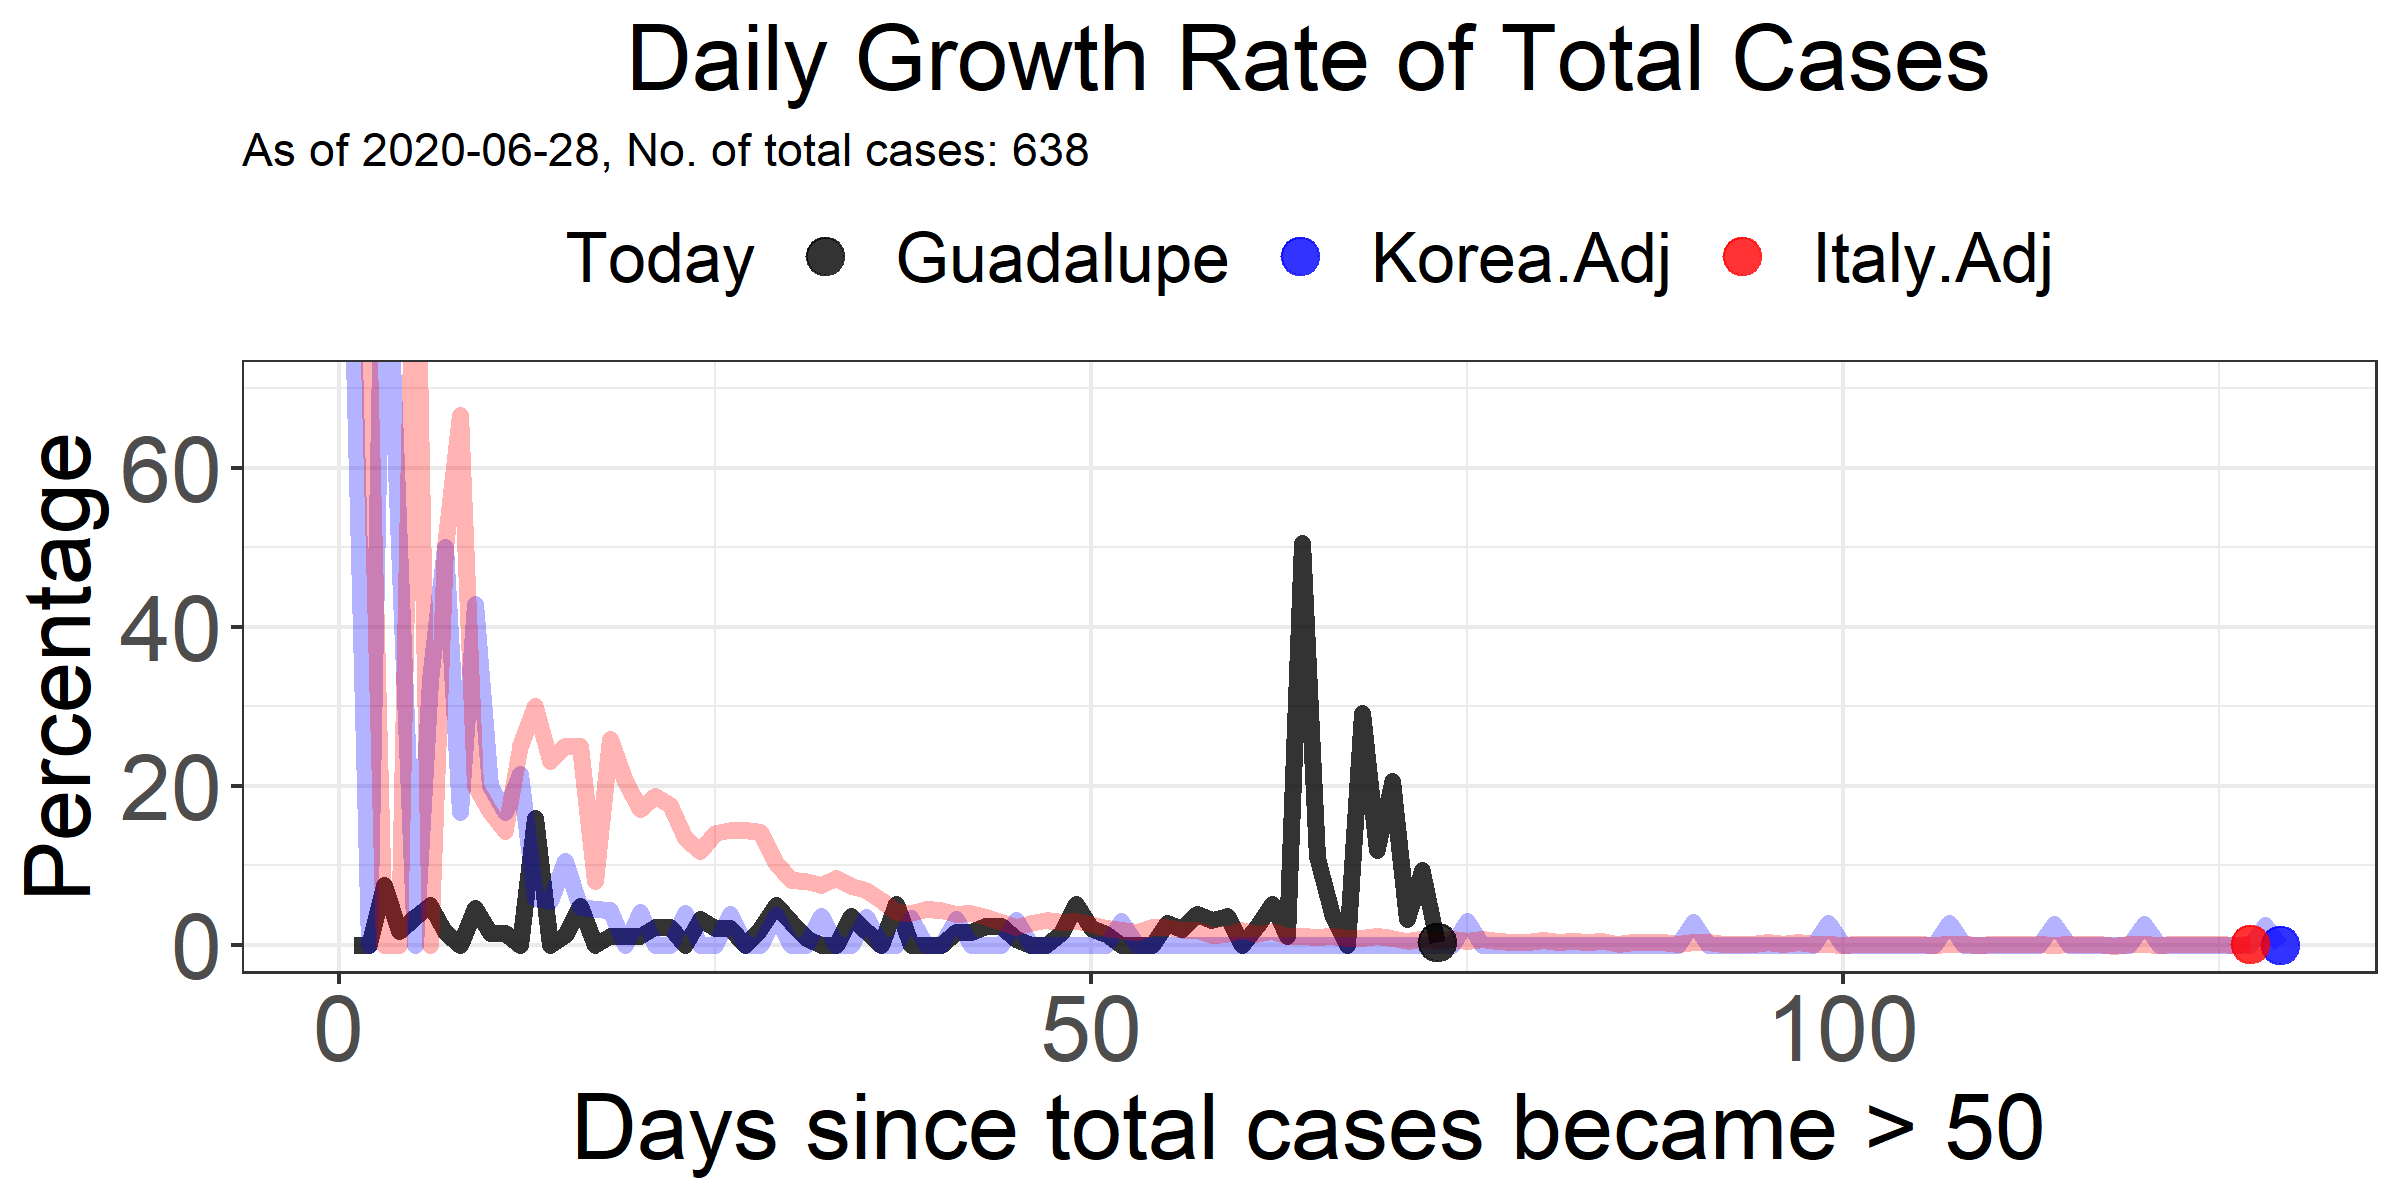 Daily Growth Rate of Total Cases
As of 2020-06-28, No. of total cases: 638
Today Guadalupe Korea.Adj Italy.Adj
Percentage
60
40
20
0
0 50 100
Days since total cases became > 50